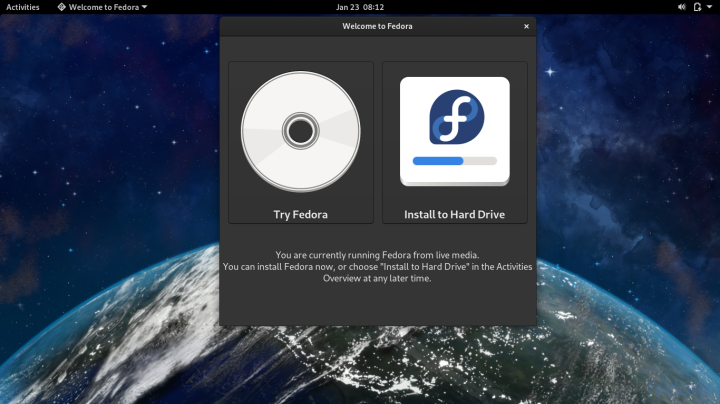 Activities
Welcome to Fedora
Jan 23 08:12
Welcome to Fedora
Try Fedora
Install to Hard Drive
You are currently running Fedora from live media.
You can install Fedora now, or choose "Install to Hard Drive" in the Activities
Overview at any later time.